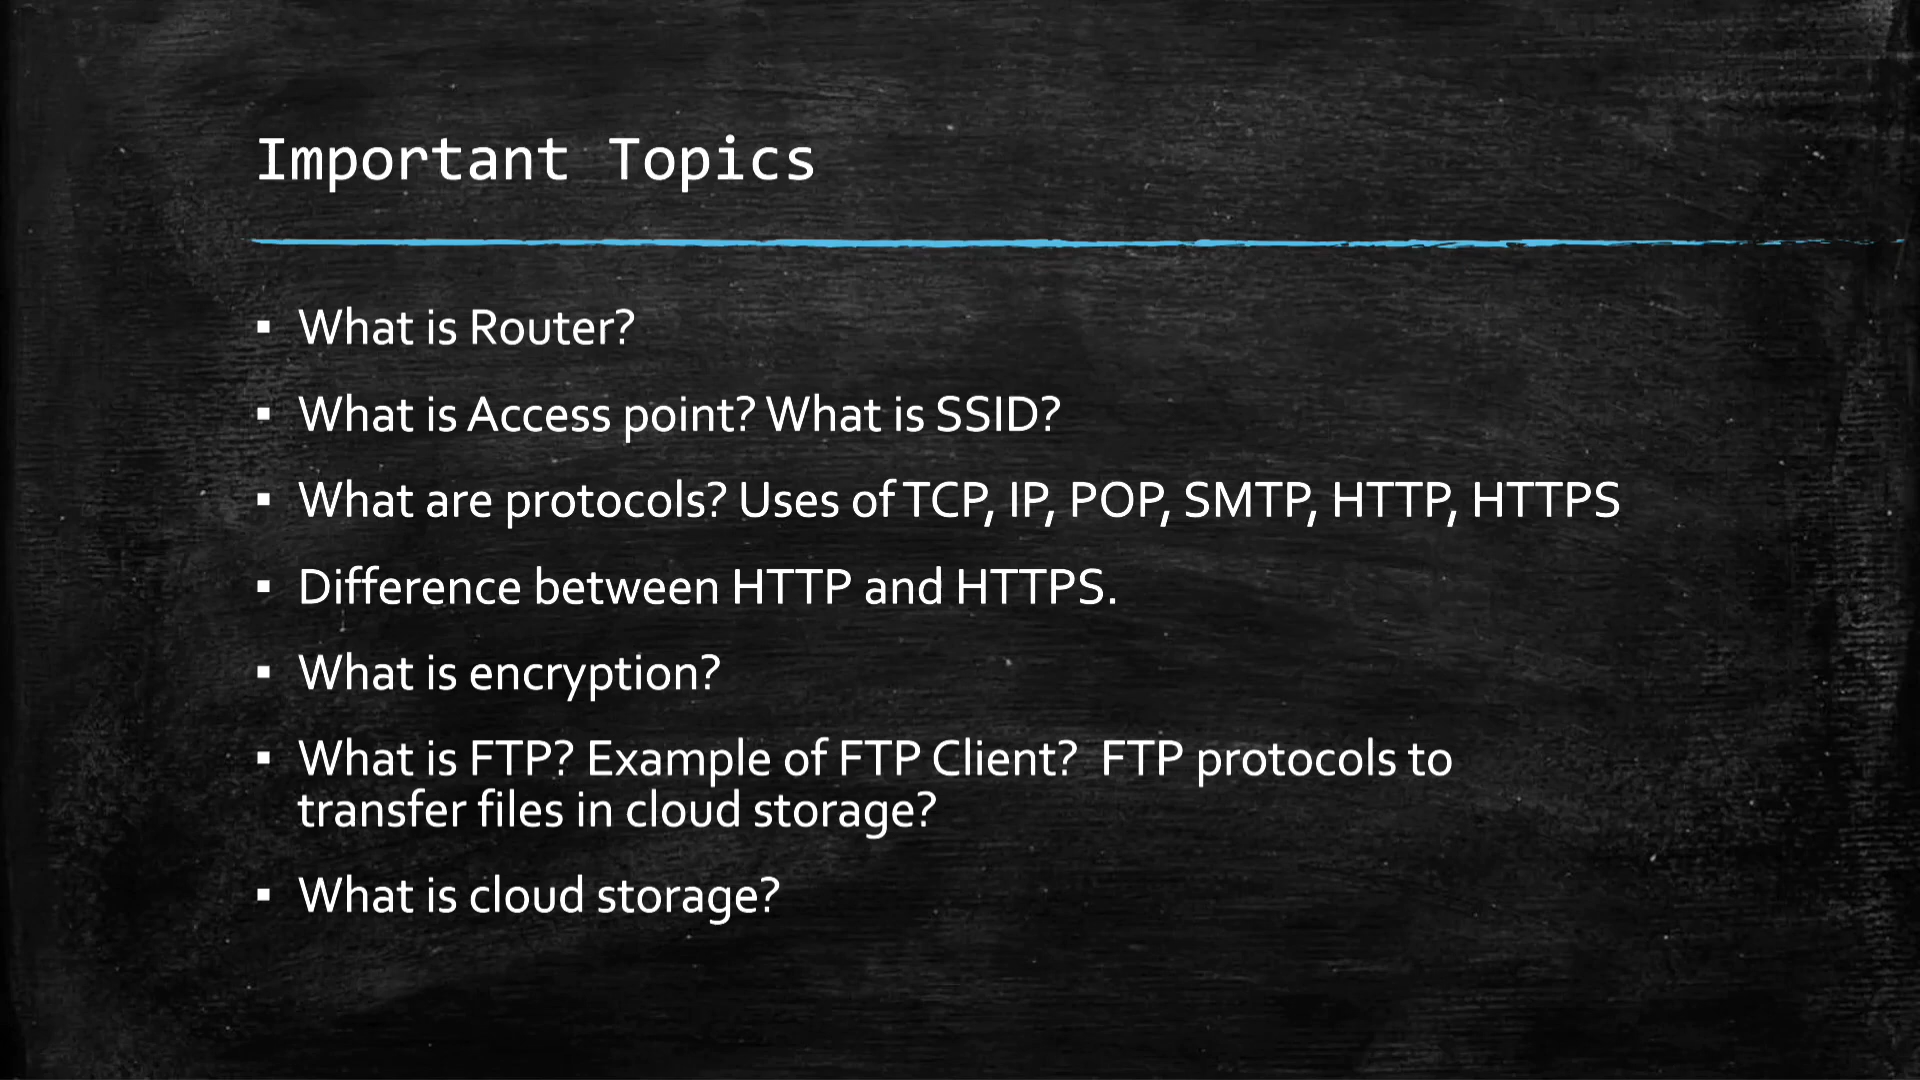 Important Topics
▪ What is Router?
▪ What is Access point? What is SSID?
▪ What are protocols? Uses of TCP, IP, POP, SMTP, HTTP, HTTPS
▪ Difference between HTTP and HTTPS.
▪ What is encryption?
▪ What is FTP? Example of FTP Client?  FTP protocols to
transfer files in cloud storage?
▪ What is cloud storage?